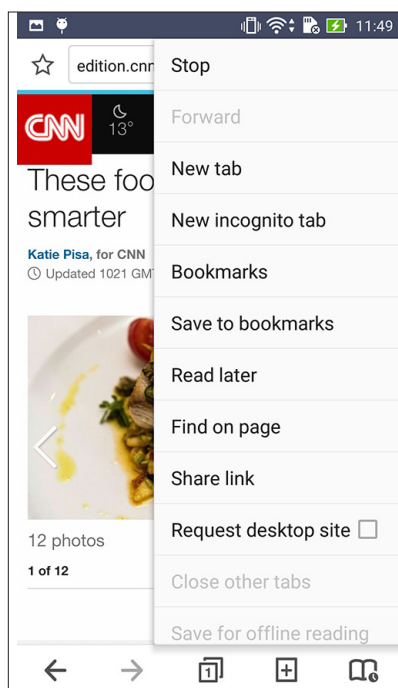 11:49
edition.cnn
Stop
Forward
New tab
New incognito tab
Bookmarks
Save to bookmarks
Read later
Find on page
Share link
Request desktop site
Close other tabs
Save for offline reading
CNN
13°
These foo
smarter
Katie Pisa, for CNN
Updated 1021 GM
12 photos
1 of 12
1